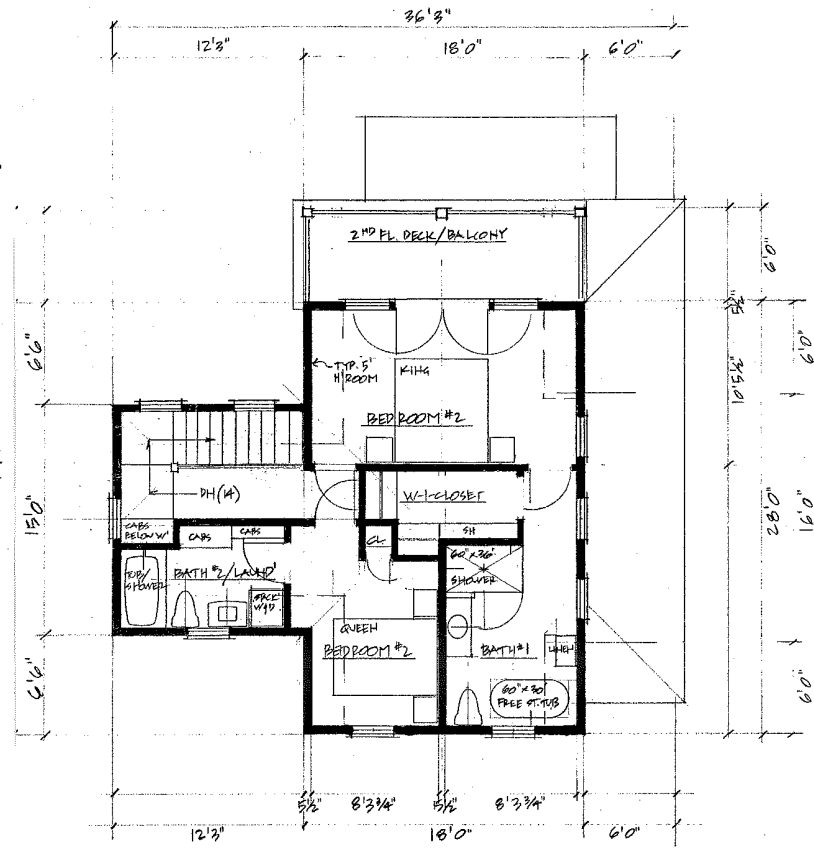 36'3"
12'3"
18'0"
6'0"
2ND FL. DECK/BALCONY
6'0"
5½"
6'6"
6'0"
TYP. 5'
H'ROOM
KING
10'5¾"
BEDROOM #2
DH(14)
W-I-CLOSET
15'0"
28'0"
16'0"
CABS
BELOW W'
CABS
CABS
CL
SH
60"x36"
SHOWER
TUB/
SHOWER
BATH #2/LAUND'
STACK'
W/D
QUEEN
BEDROOM #2
BATH #1
LINEN
6'6"
6'0"
60"x30"
FREE ST. TUB
5½"
8'3¾"
5½"
8'3¾"
12'3"
18'0"
6'0"